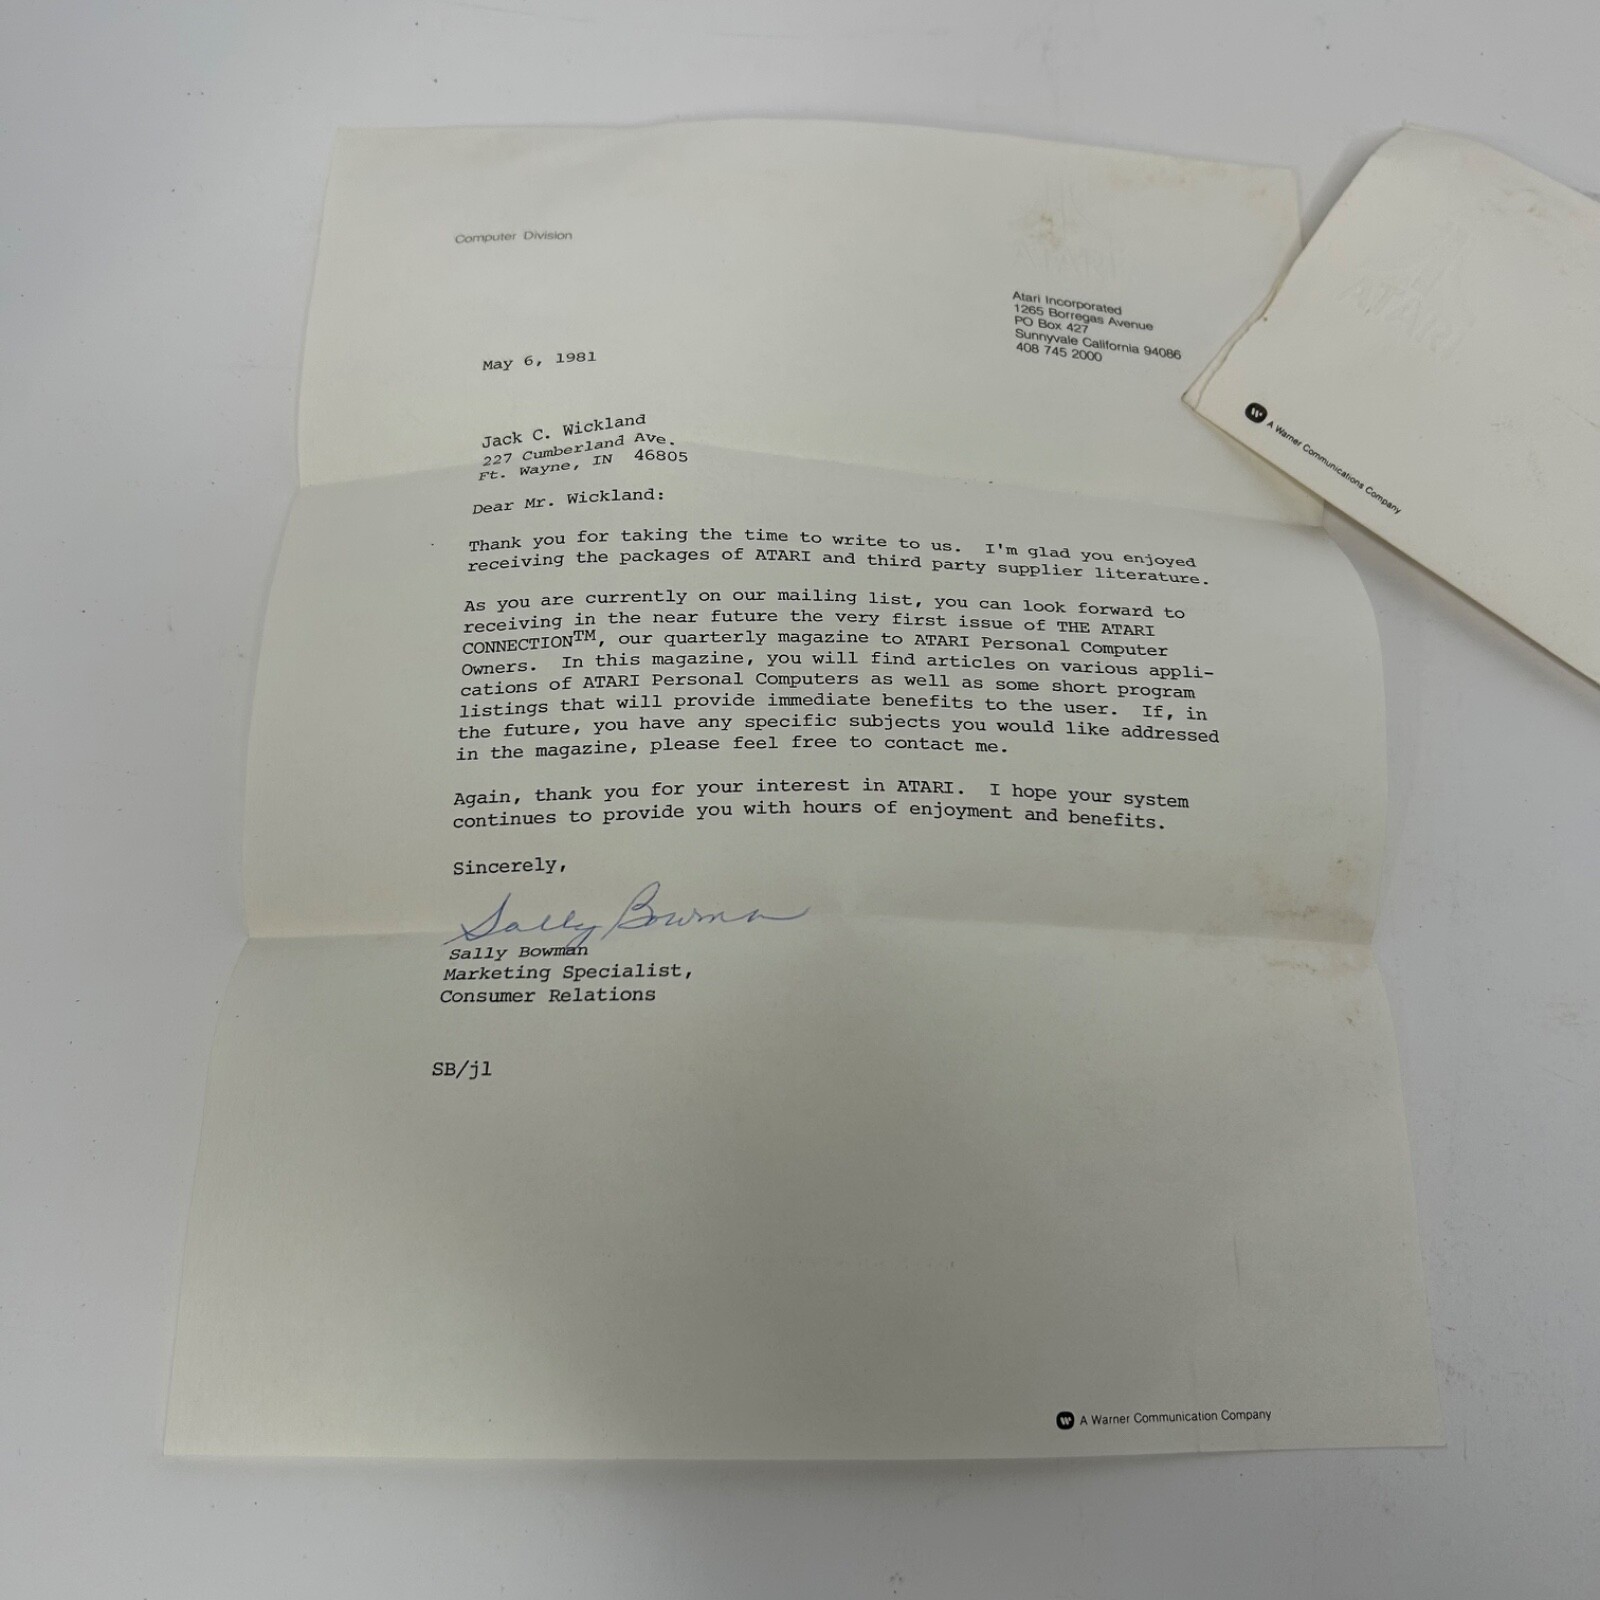 Computer Division
Atari Incorporated
1265 Borregas Avenue
PO Box 427
Sunnyvale California 94086
408 745 2000
May 6, 1981
Jack C. Wickland
227 Cumberland Ave.
Ft. Wayne, IN  46805
Dear Mr. Wickland:
Thank you for taking the time to write to us.  I'm glad you enjoyed
receiving the packages of ATARI and third party supplier literature.
As you are currently on our mailing list, you can look forward to
receiving in the near future the very first issue of THE ATARI
CONNECTION™, our quarterly magazine to ATARI Personal Computer
Owners.  In this magazine, you will find articles on various appli-
cations of ATARI Personal Computers as well as some short program
listings that will provide immediate benefits to the user.  If, in
the future, you have any specific subjects you would like addressed
in the magazine, please feel free to contact me.
Again, thank you for your interest in ATARI.  I hope your system
continues to provide you with hours of enjoyment and benefits.
Sincerely,
Sally Bowman
Sally Bowman
Marketing Specialist,
Consumer Relations
SB/jl
A Warner Communication Company
ATARI
A Warner Communications Company